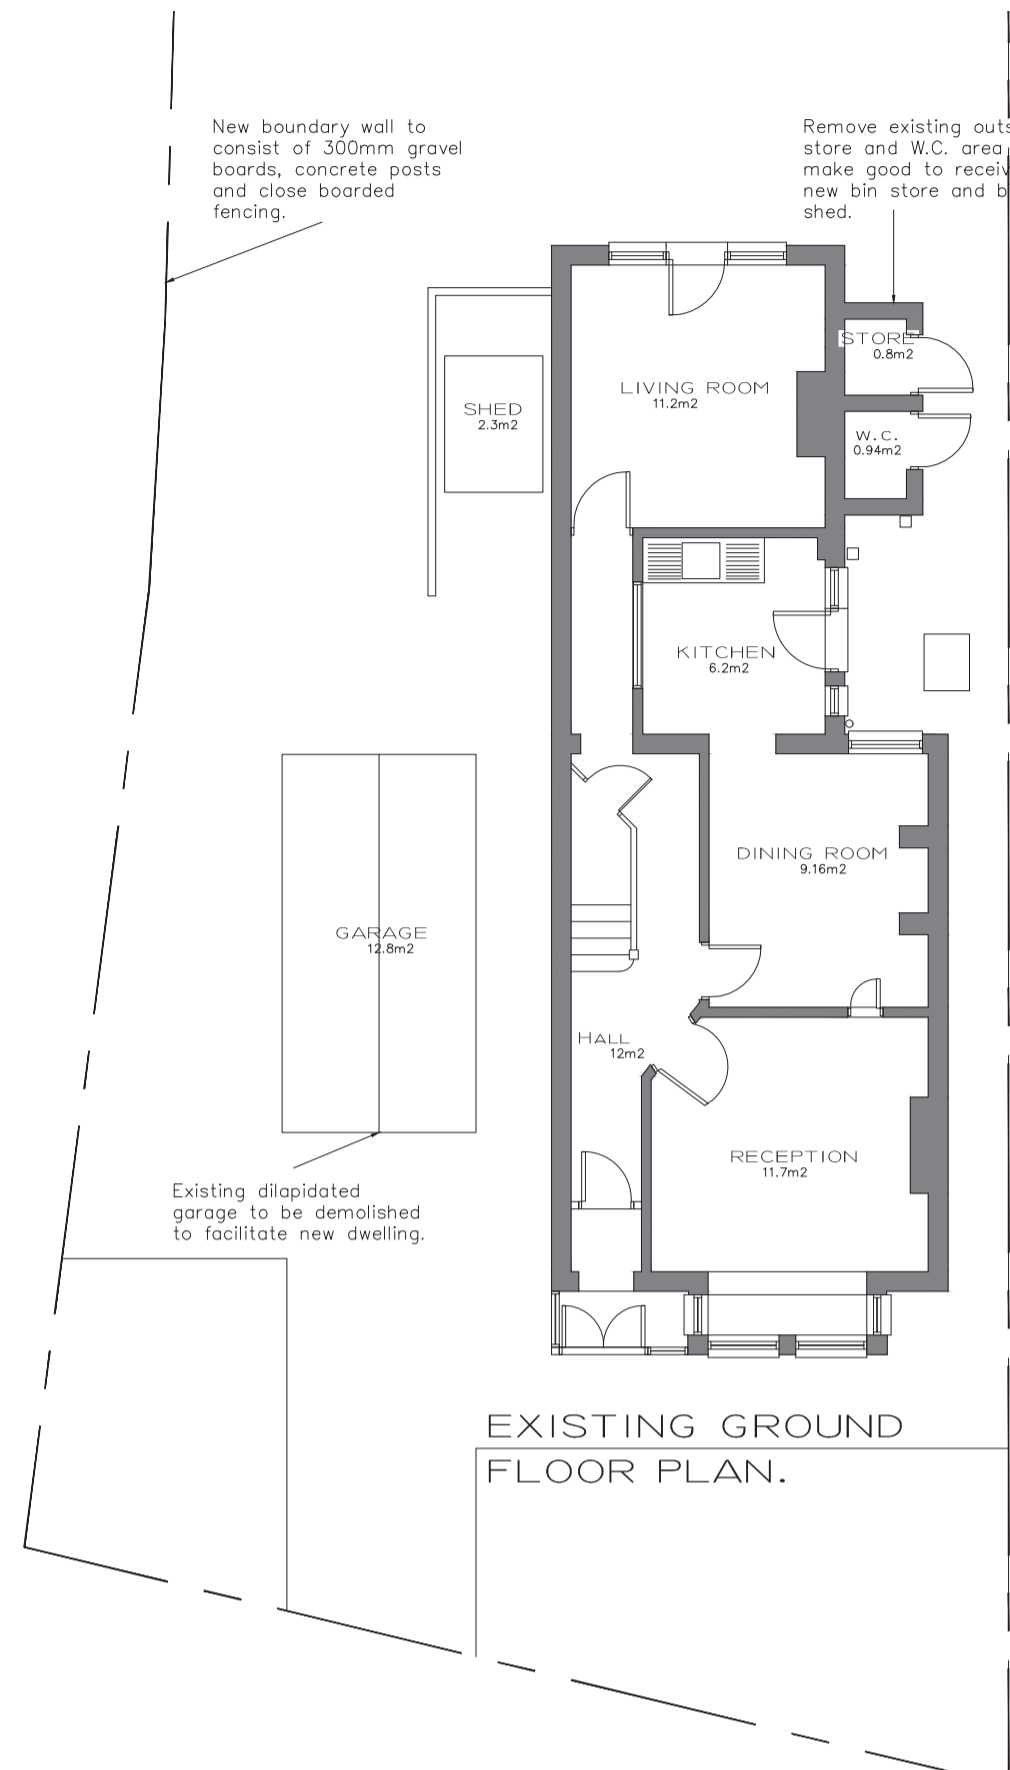 New boundary wall to
consist of 300mm gravel
boards, concrete posts
and close boarded
fencing.
Remove existing
store and W.C. area
make good to
new bin store and
shed.
STORE
0.8m2
LIVING ROOM
11.2m2
SHED
2.3m2
W.C.
0.94m2
KITCHEN
6.2m2
DINING ROOM
9.16m2
GARAGE
12.8m2
HALL
12m2
RECEPTION
11.7m2
Existing dilapidated
garage to be demolished
to facilitate new dwelling.
EXISTING GROUND
FLOOR PLAN.